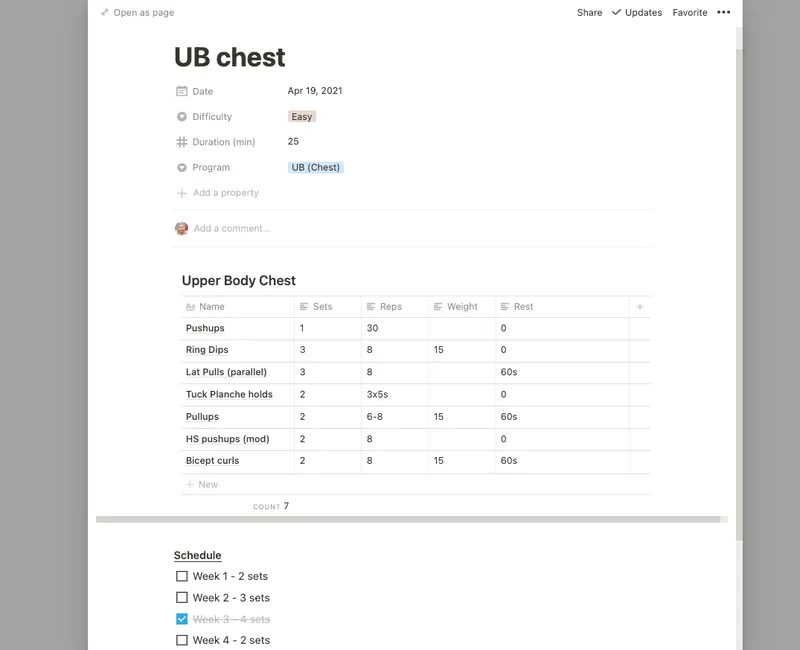 Open as page Share Updates Favorite •••
UB chest
Date Apr 19, 2021
Difficulty Easy
Duration (min) 25
Program UB (Chest)
Add a property
Add a comment...
Upper Body Chest
Aa Name Sets Reps Weight Rest +
Pushups 1 30 0
Ring Dips 3 8 15 0
Lat Pulls (parallel) 3 8 60s
Tuck Planche holds 2 3x5s 0
Pullups 2 6-8 15 60s
HS pushups (mod) 2 8 0
Bicept curls 2 8 15 60s
+ New
COUNT 7
Schedule
Week 1 - 2 sets
Week 2 - 3 sets
Week 3 - 4 sets
Week 4 - 2 sets